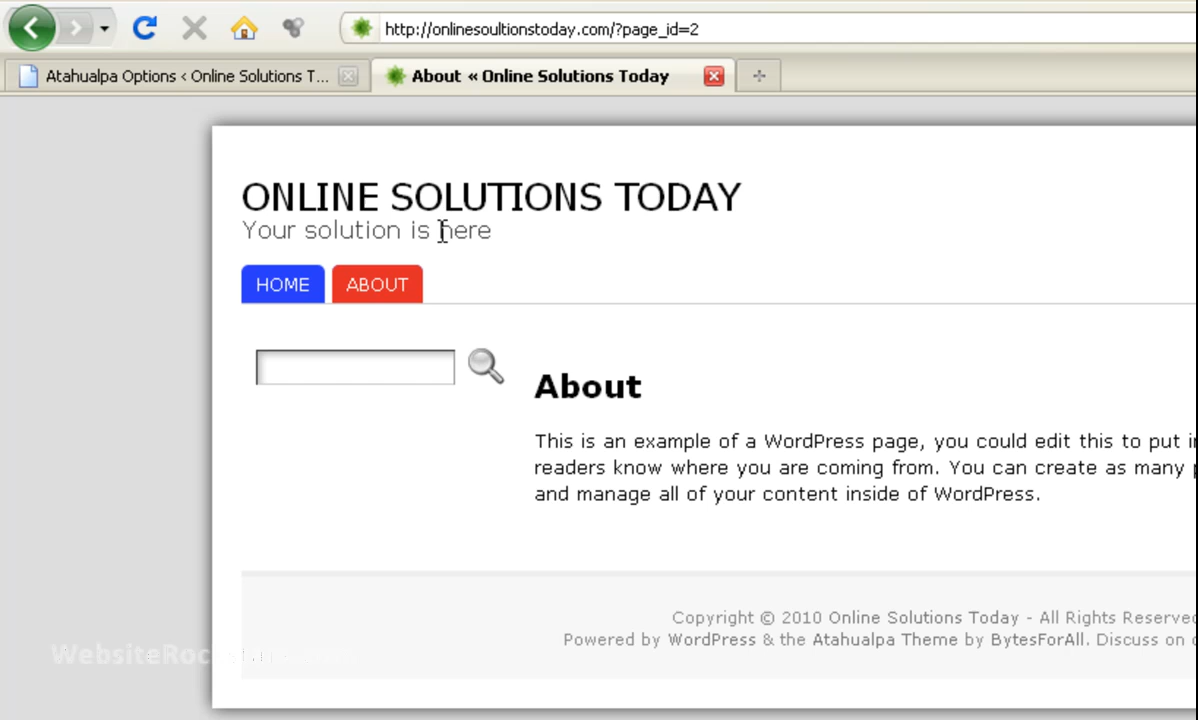 http://onlinesoultionstoday.com/?page_id=2
Atahualpa Options ‹ Online Solutions T...
About « Online Solutions Today
ONLINE SOLUTIONS TODAY
Your solution is here
HOME
ABOUT
About
This is an example of a WordPress page, you could edit this to put
readers know where you are coming from. You can create as many
and manage all of your content inside of WordPress.
Copyright © 2010 Online Solutions Today - All Rights Reserved
Powered by WordPress & the Atahualpa Theme by BytesForAll. Discuss on